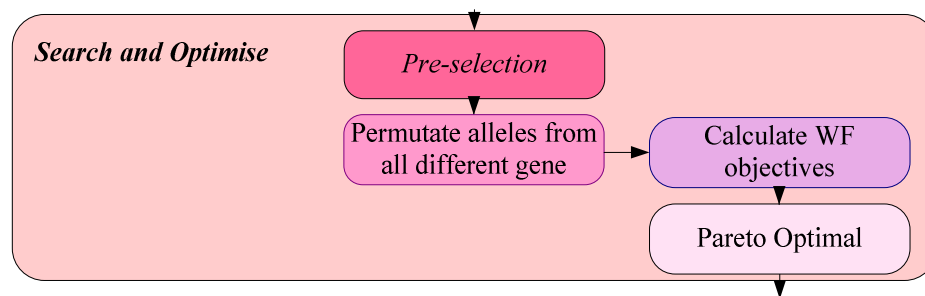 Search and Optimise
Pre-selection
Permutate alleles from
all different gene
Calculate WF
objectives
Pareto Optimal